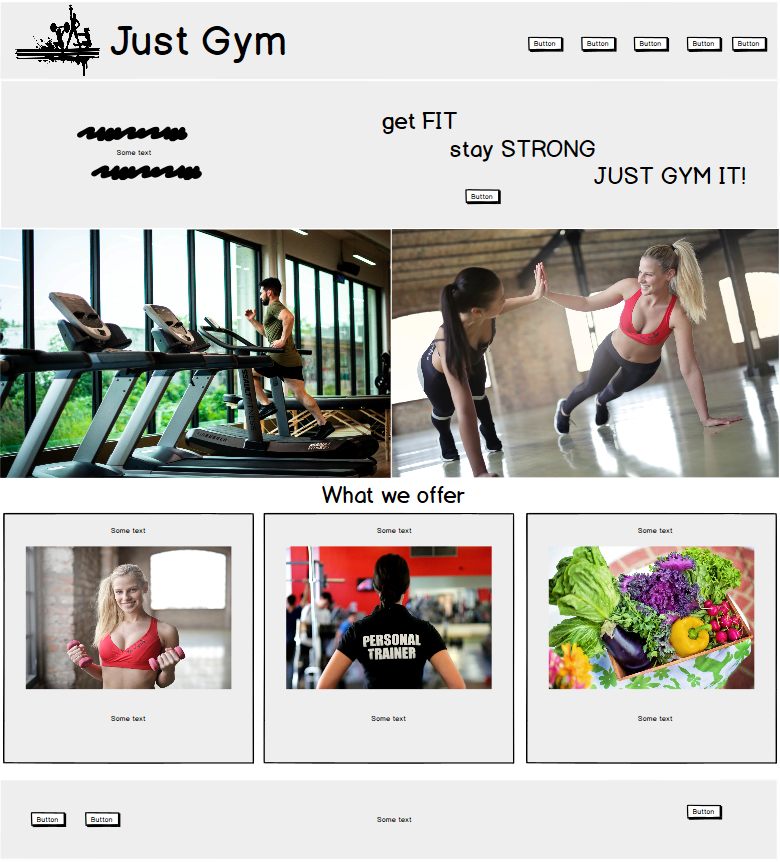 Just Gym
Button Button Button Button Button
get FIT
Some text
stay STRONG
JUST GYM IT!
Button
What we offer
Some text Some text Some text
PERSONAL
TRAINER
Some text Some text Some text
Button Button Some text Button